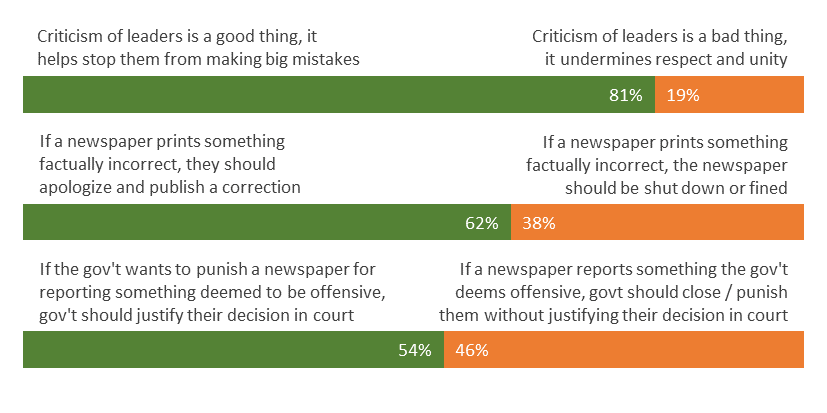 Criticism of leaders is a good thing, it
helps stop them from making big mistakes
Criticism of leaders is a bad thing,
it undermines respect and unity
81%
19%
If a newspaper prints something
factually incorrect, they should
apologize and publish a correction
If a newspaper prints something
factually incorrect, the newspaper
should be shut down or fined
62%
38%
If the gov't wants to punish a newspaper for
reporting something deemed to be offensive,
gov't should justify their decision in court
If a newspaper reports something the gov't
deems offensive, govt should close / punish
them without justifying their decision in court
54%
46%